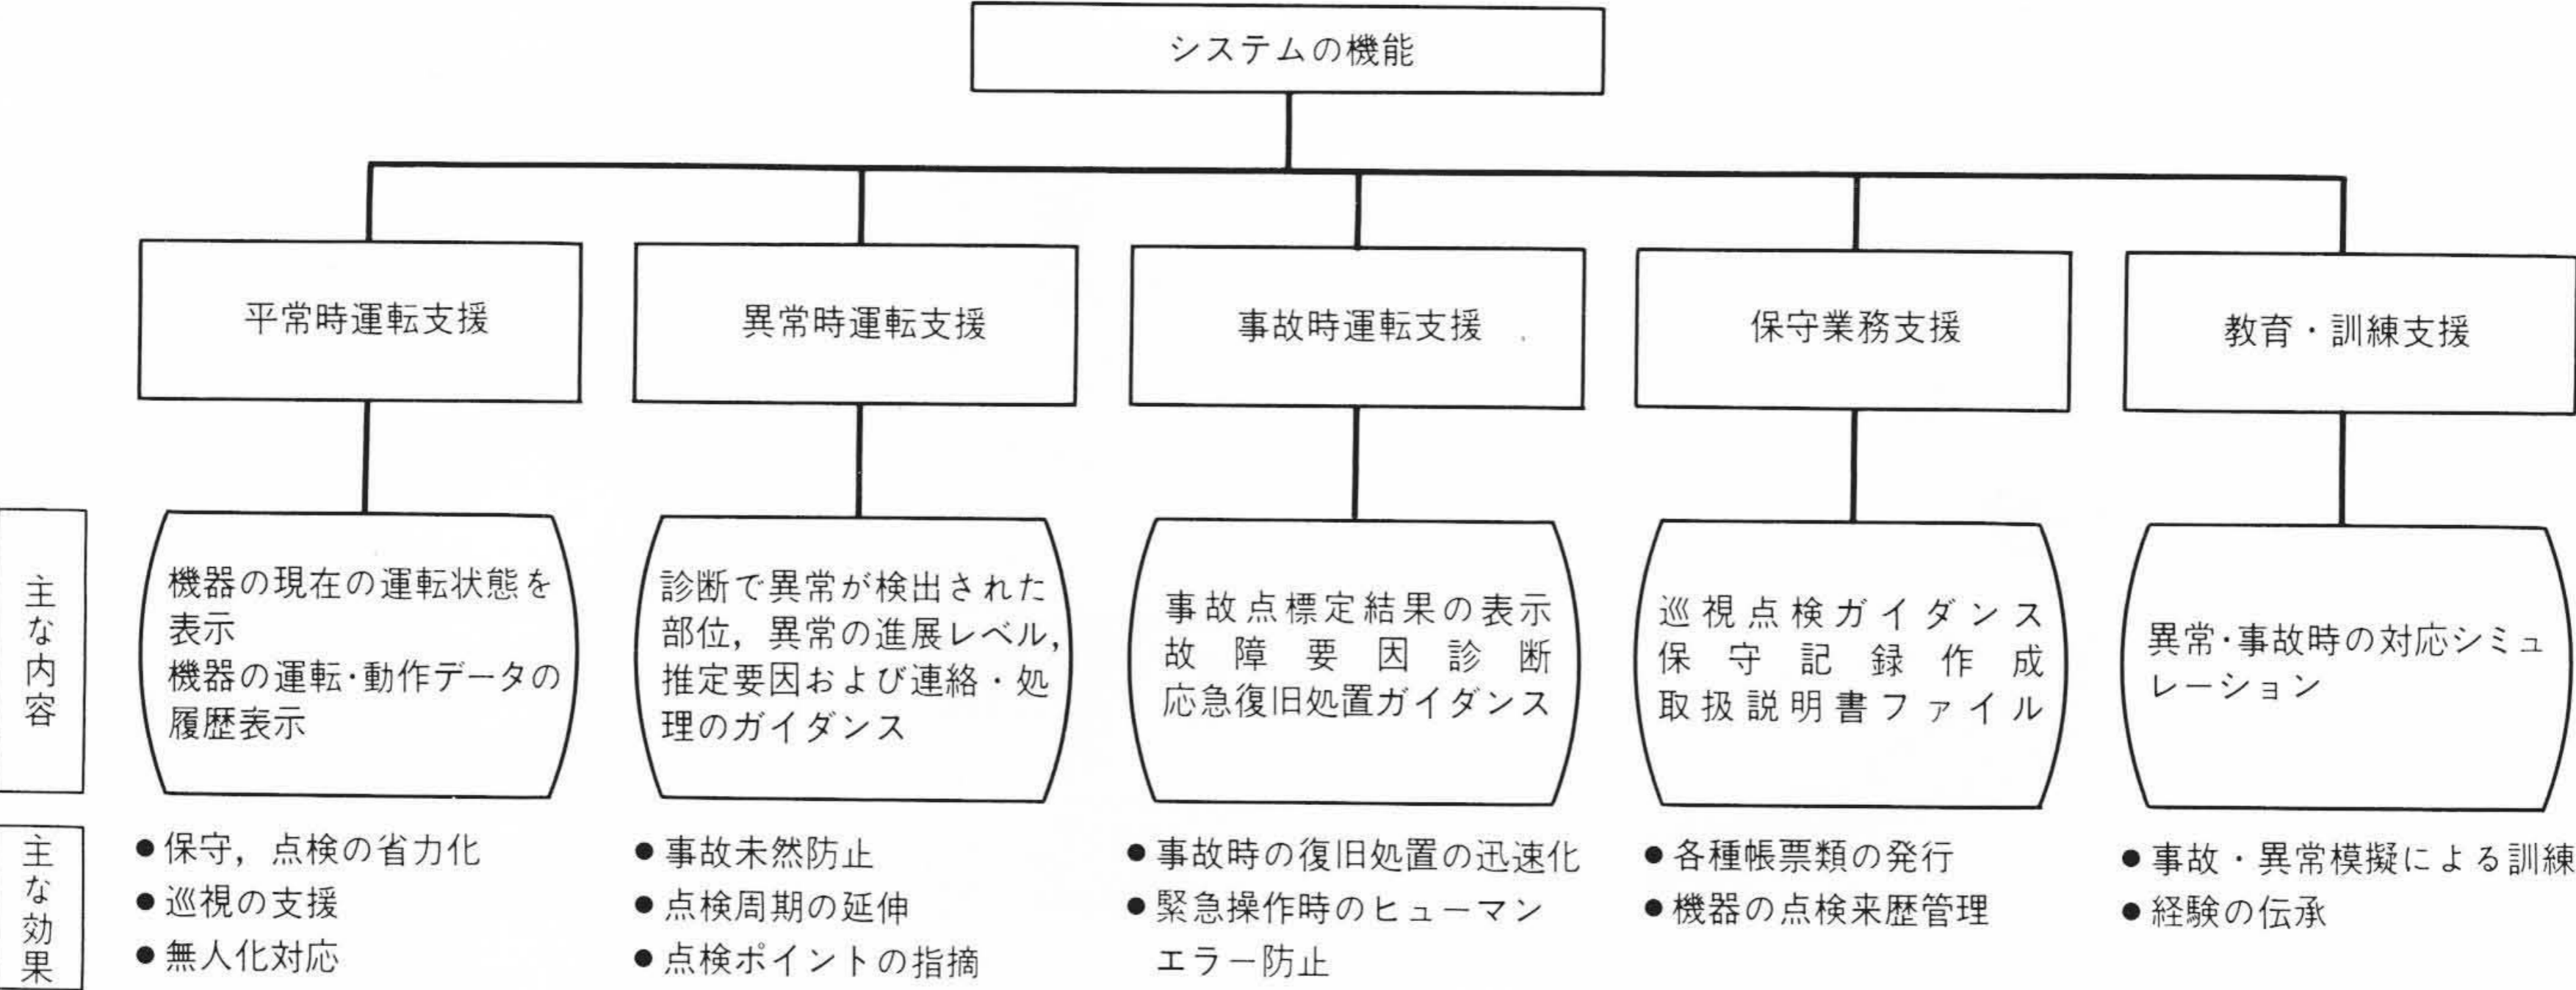 システムの機能
平常時運転支援
異常時運転支援
事故時運転支援
保守業務支援
教育・訓練支援
主な内容
機器の現在の運転状態を
表示
機器の運転・動作データの
履歴表示
診断で異常が検出された
部位，異常の進展レベル，
推定要因および連絡・処
理のガイダンス
事故点標定結果の表示
故障要因診断
応急復旧処置ガイダンス
巡視点検ガイダンス
保守記録作成
取扱説明書ファイル
異常・事故時の対応シミュ
レーション
主な効果
●保守，点検の省力化
●巡視の支援
●無人化対応
●事故未然防止
●点検周期の延伸
●点検ポイントの指摘
●事故時の復旧処置の迅速化
●緊急操作時のヒューマン
エラー防止
●各種帳票類の発行
●機器の点検来歴管理
●事故・異常模擬による訓練
●経験の伝承